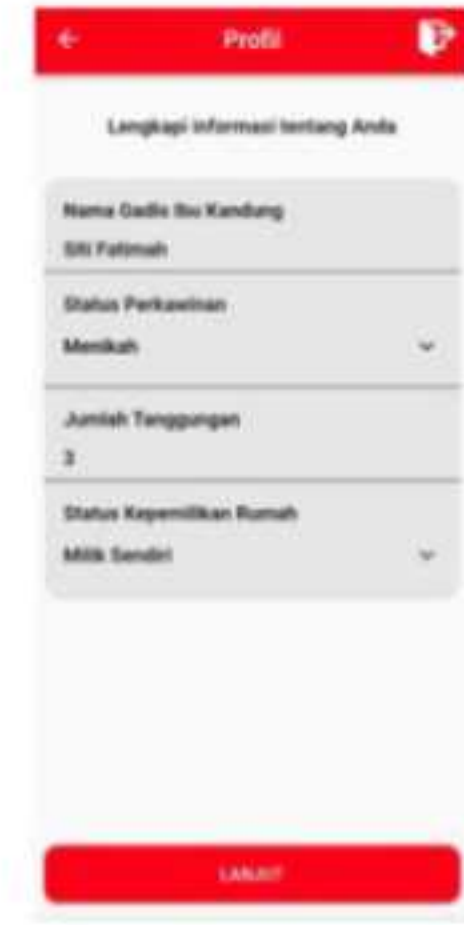 Profil
Lengkapi informasi tentang Anda
Nama Gadis Ibu Kandung
Siti Fatimah
Status Perkawinan
Menikah
Jumlah Tanggungan
3
Status Kepemilikan Rumah
Milik Sendiri
LANJUT